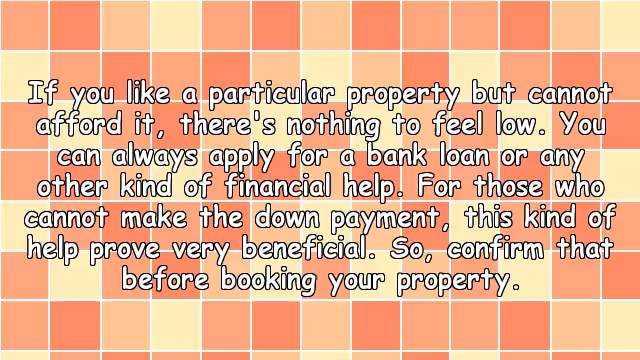 If you like a particular property but cannot
afford it, there's nothing to feel low. You
can always apply for a bank loan or any
other kind of financial help. For those who
cannot make the down payment, this kind of
help prove very beneficial. So, confirm that
before booking your property.